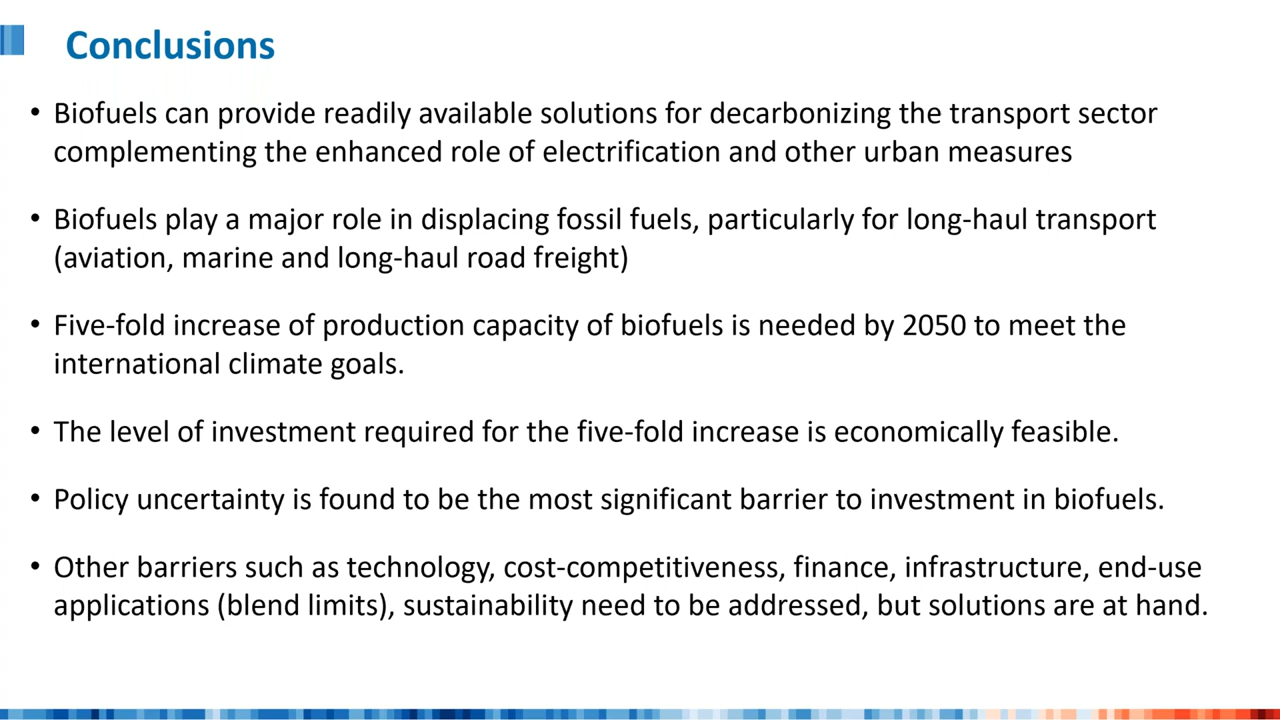 Conclusions
• Biofuels can provide readily available solutions for decarbonizing the transport sector
complementing the enhanced role of electrification and other urban measures
• Biofuels play a major role in displacing fossil fuels, particularly for long-haul transport
(aviation, marine and long-haul road freight)
• Five-fold increase of production capacity of biofuels is needed by 2050 to meet the
international climate goals.
• The level of investment required for the five-fold increase is economically feasible.
• Policy uncertainty is found to be the most significant barrier to investment in biofuels.
• Other barriers such as technology, cost-competitiveness, finance, infrastructure, end-use
applications (blend limits), sustainability need to be addressed, but solutions are at hand.